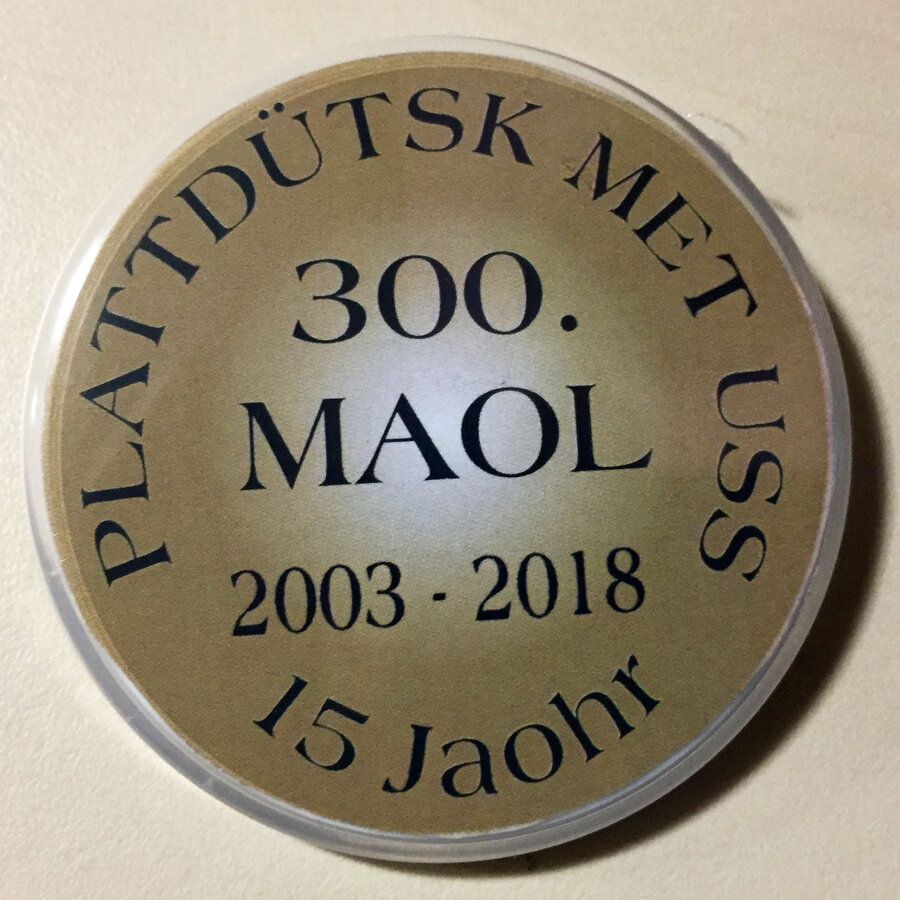 PLATTDÜTSK MET USS
300.
MAOL
2003 - 2018
15 Jaohr